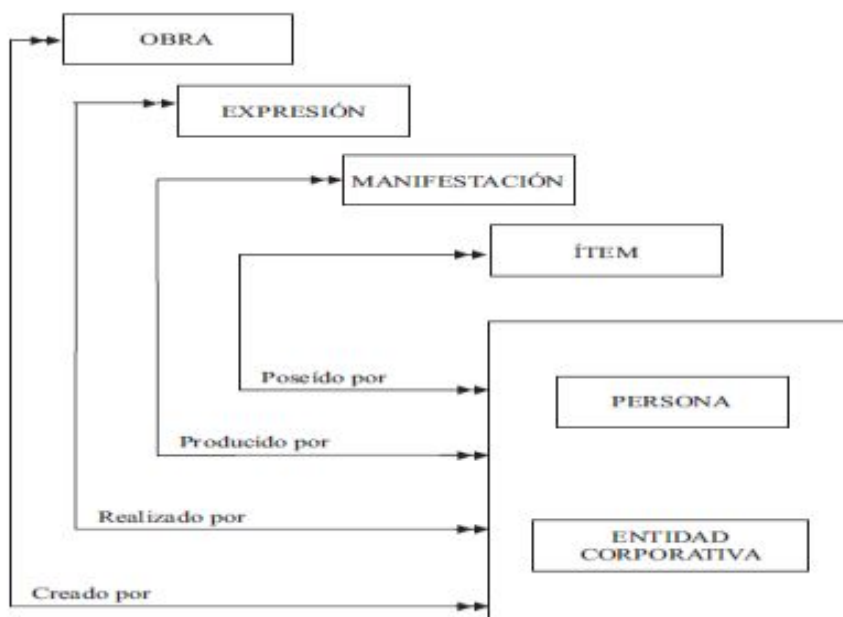 OBRA
EXPRESIÓN
MANIFESTACIÓN
ÍTEM
Poseído por
PERSONA
Producido por
Realizado por
ENTIDAD
CORPORATIVA
Creado por